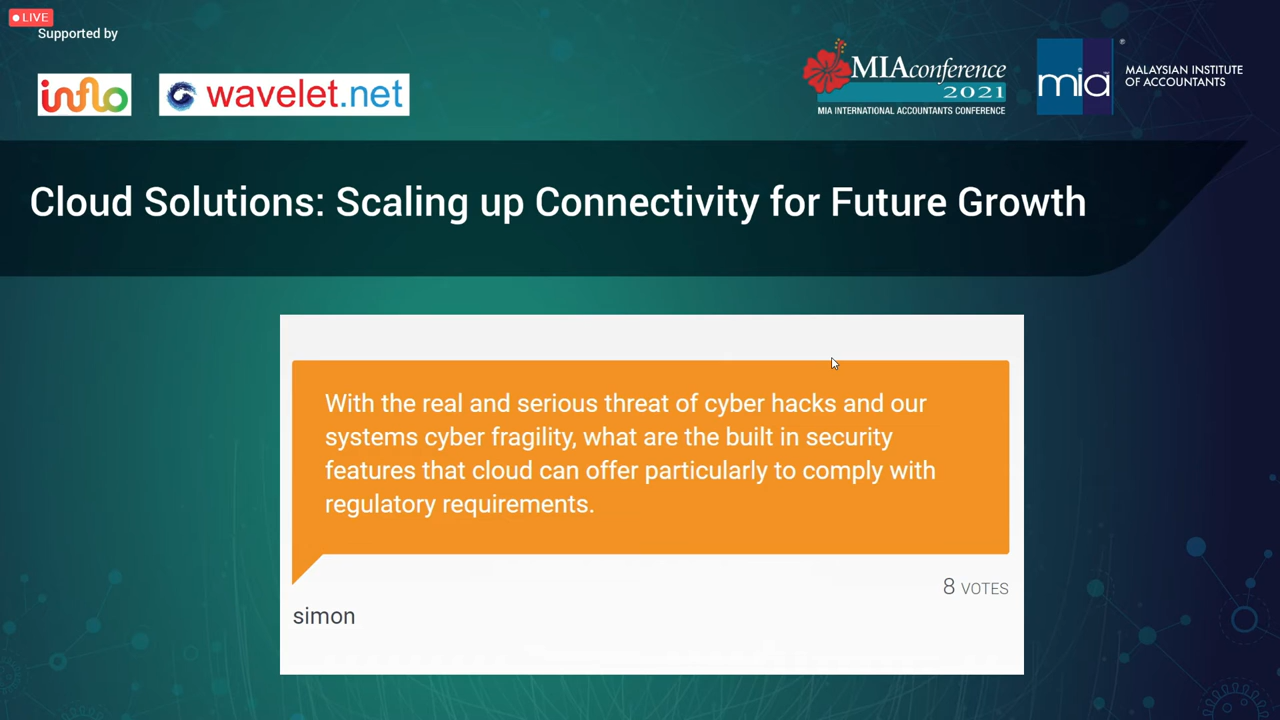 LIVE
Supported by
inflo
wavelet.net
MIAconference
2021
MIA INTERNATIONAL ACCOUNTANTS CONFERENCE
mia
®
MALAYSIAN INSTITUTE
OF ACCOUNTANTS
Cloud Solutions: Scaling up Connectivity for Future Growth
With the real and serious threat of cyber hacks and our
systems cyber fragility, what are the built in security
features that cloud can offer particularly to comply with
regulatory requirements.
8 VOTES
simon